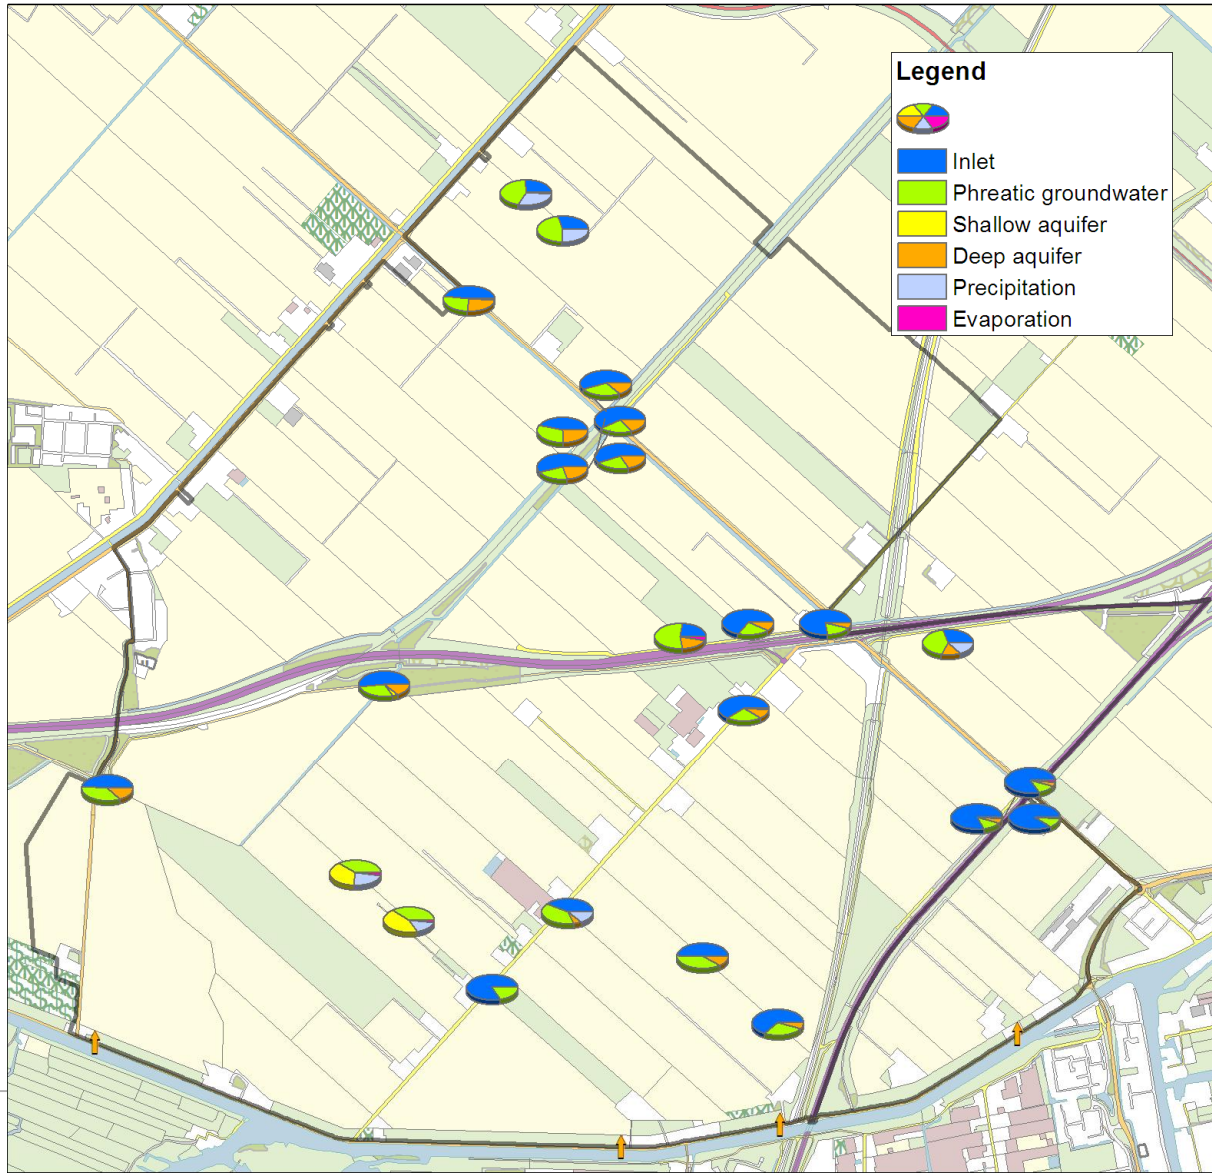 Legend
Inlet
Phreatic groundwater
Shallow aquifer
Deep aquifer
Precipitation
Evaporation